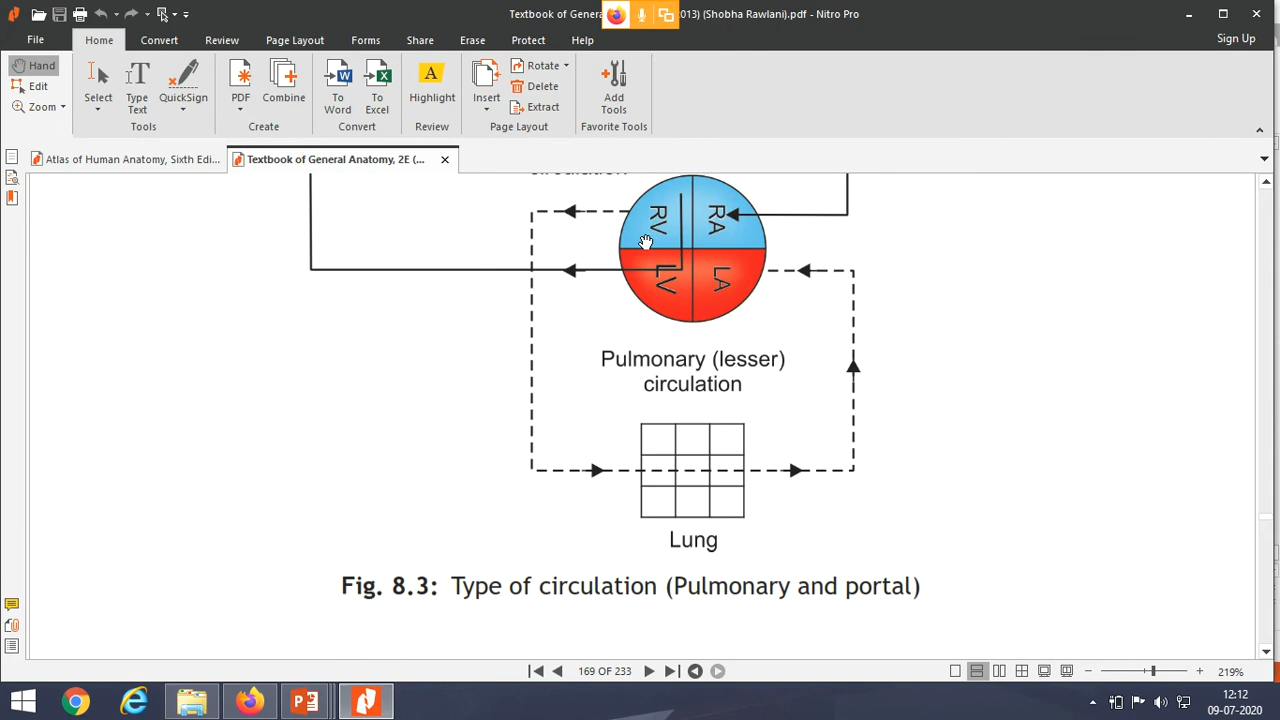 Textbook of General Anatomy, 2E (2013) (Shobha Rawlani).pdf - Nitro Pro
File Home Convert Review Page Layout Forms Share Erase Protect Help Sign Up
Hand
Edit
Zoom
Select
Type Text
QuickSign
Tools
PDF
Combine
Create
To Word
To Excel
Convert
Highlight
Review
Insert
Rotate
Delete
Extract
Page Layout
Add Tools
Favorite Tools
Atlas of Human Anatomy, Sixth Edi...
Textbook of General Anatomy, 2E (...
RV RA
LV LA
Pulmonary (lesser)
circulation
Lung
Fig. 8.3: Type of circulation (Pulmonary and portal)
169 OF 233
219%
12:12
09-07-2020